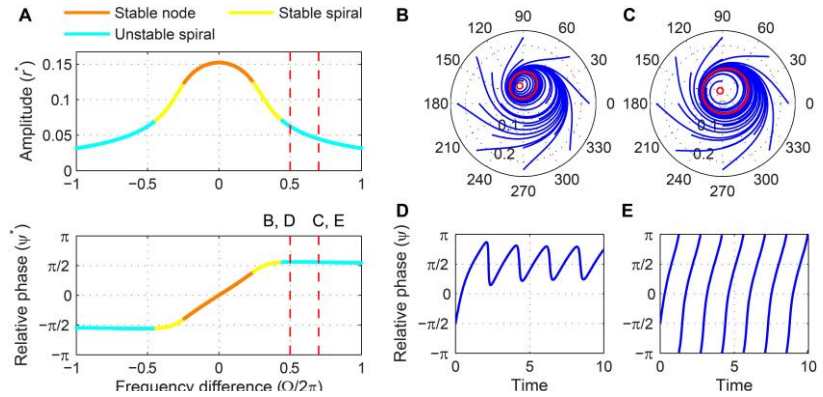 A
Stable node
Stable spiral
Unstable spiral
Amplitude (r*)
0.15
0.1
0.05
0
−1 −0.5 0 0.5 1
B, D C, E
Relative phase (ψ*)
π
π/2
0
−π/2
−π
−1 −0.5 0 0.5 1
Frequency difference (Ω/2π)
B
90
120 60
150 30
180 0
210 330
240 300
270
0.1
0.2
C
90
120 60
150 30
180 0
210 330
240 300
270
0.1
0.2
D
Relative phase (ψ)
π
π/2
0
−π/2
−π
0 5 10
Time
E
π
π/2
0
−π/2
−π
0 5 10
Time